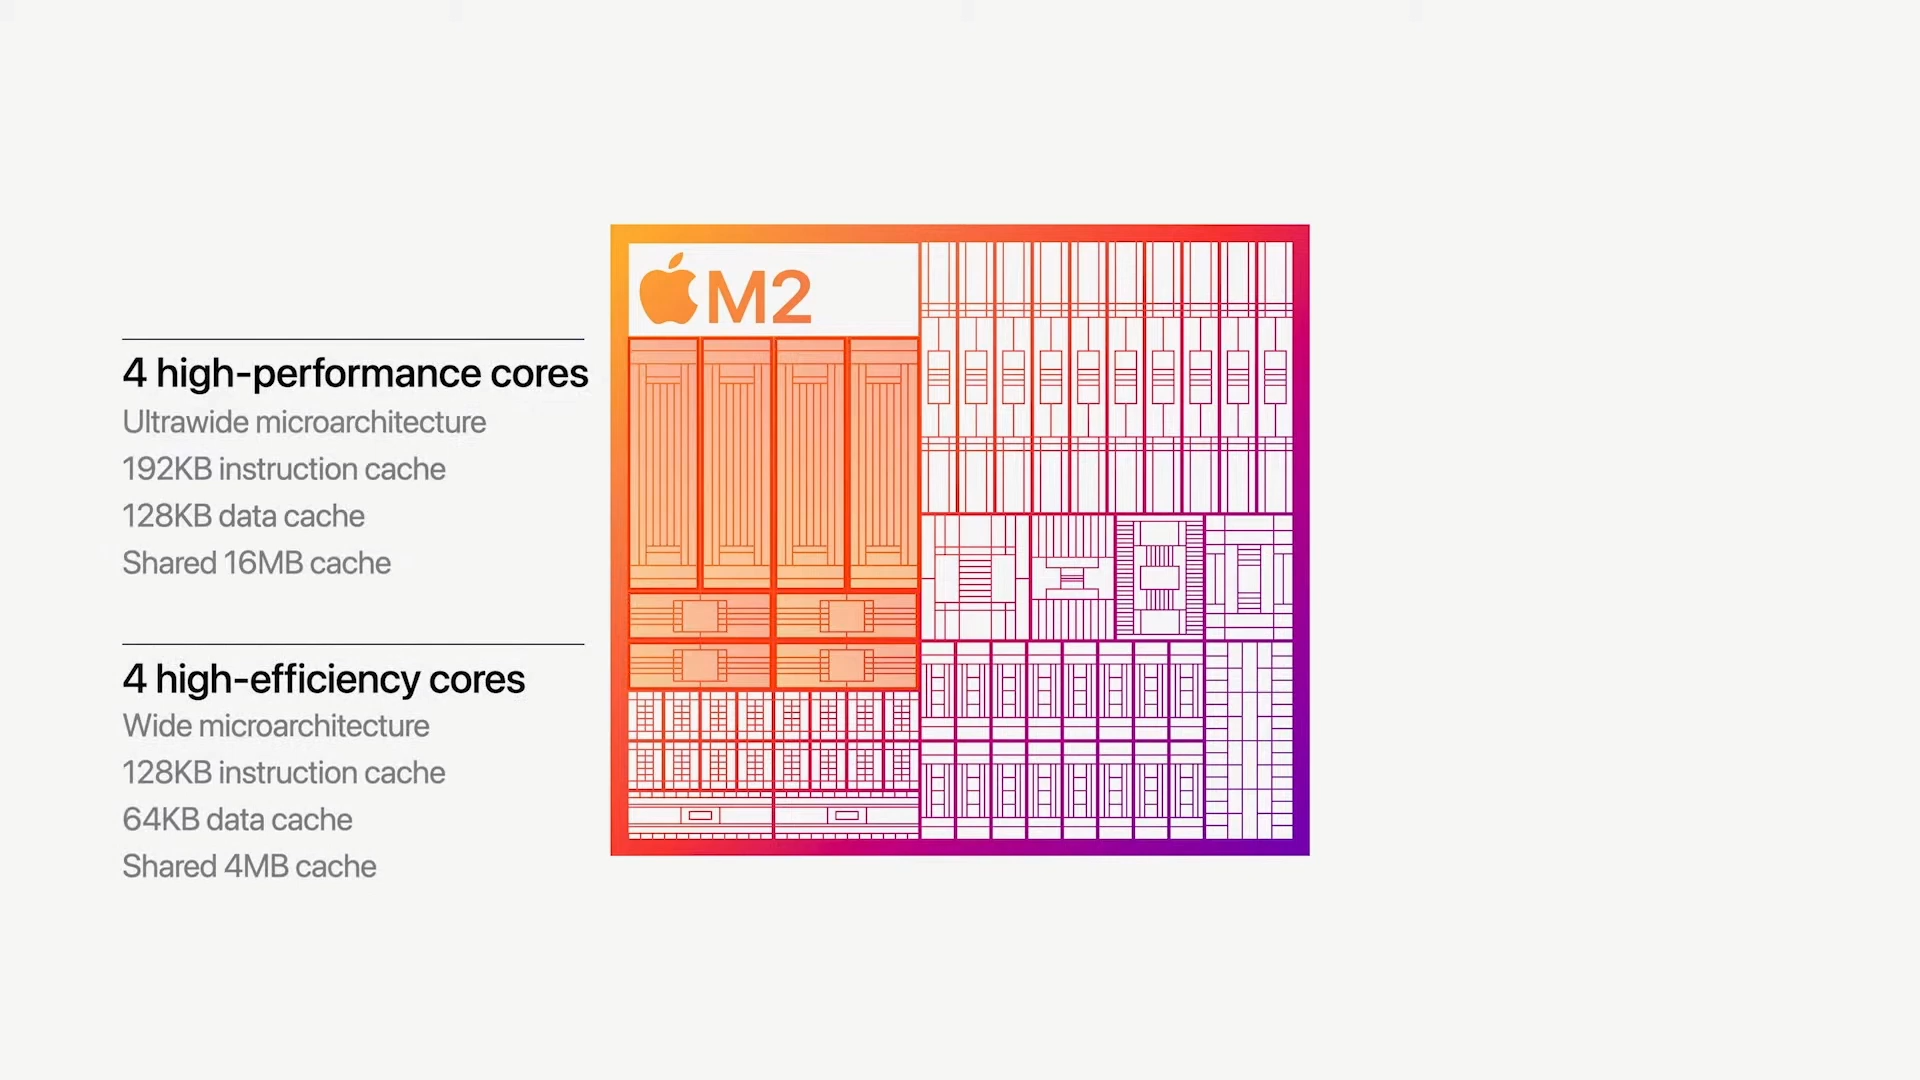 4 high-performance cores
Ultrawide microarchitecture
192KB instruction cache
128KB data cache
Shared 16MB cache
4 high-efficiency cores
Wide microarchitecture
128KB instruction cache
64KB data cache
Shared 4MB cache
M2